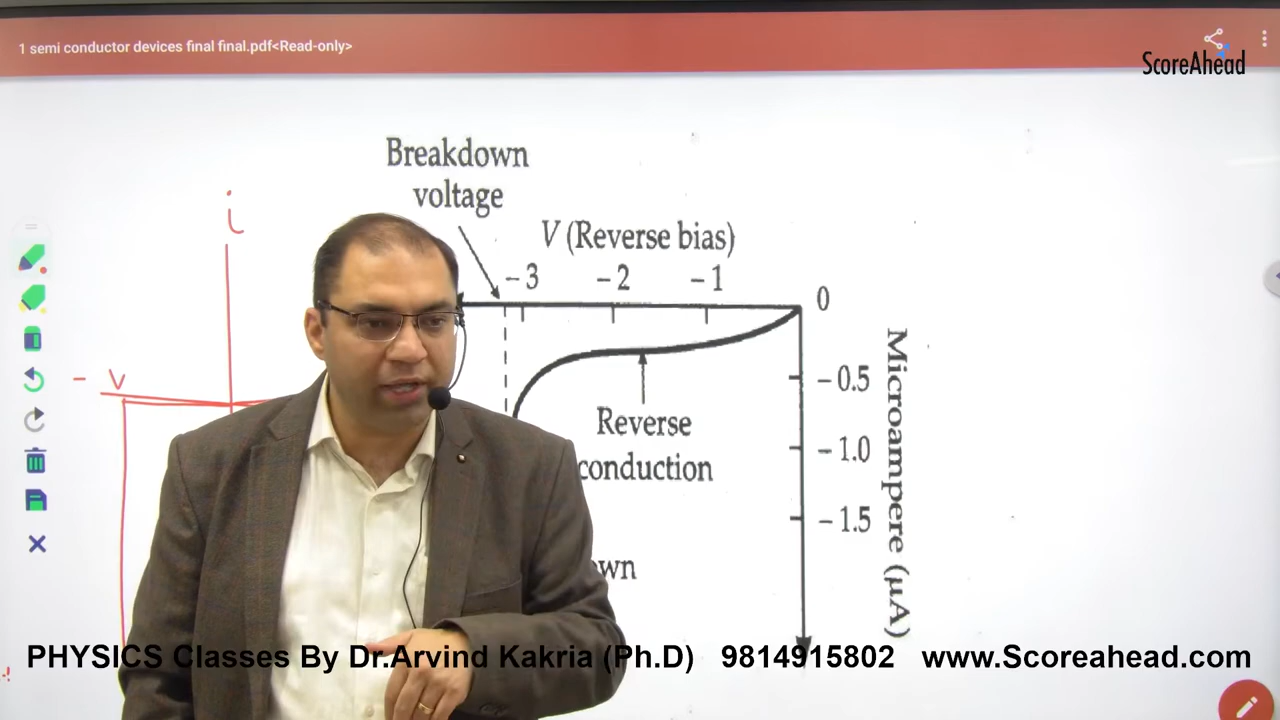 1 semi conductor devices final final.pdf<Read-only>
ScoreAhead
Breakdown
voltage
V (Reverse bias)
– 3 – 2 – 1 0
i
- V
– 0.5
Reverse
conduction
– 1.0
– 1.5
Microampere (μA)
PHYSICS Classes By Dr.Arvind Kakria (Ph.D) 9814915802 www.Scoreahead.com